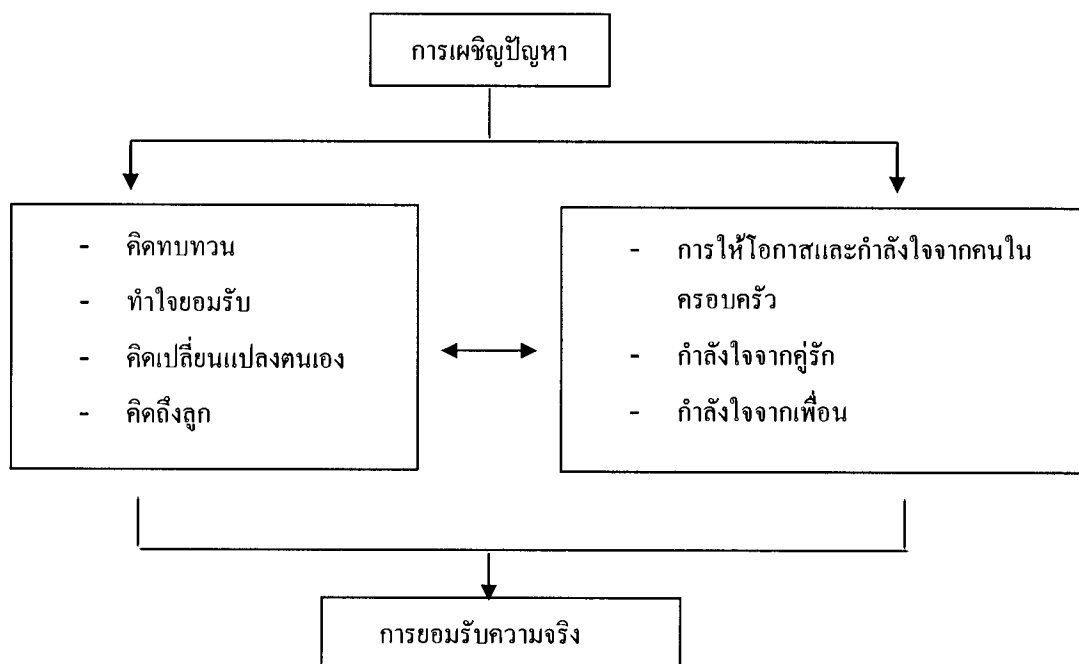 การเผชิญปัญหา
- คิดทบทวน
- ทำใจยอมรับ
- คิดเปลี่ยนแปลงตนเอง
- คิดถึงลูก
- การให้โอกาสและกำลังใจจากคนใน
ครอบครัว
- กำลังใจจากคู่รัก
- กำลังใจจากเพื่อน
การยอมรับความจริง